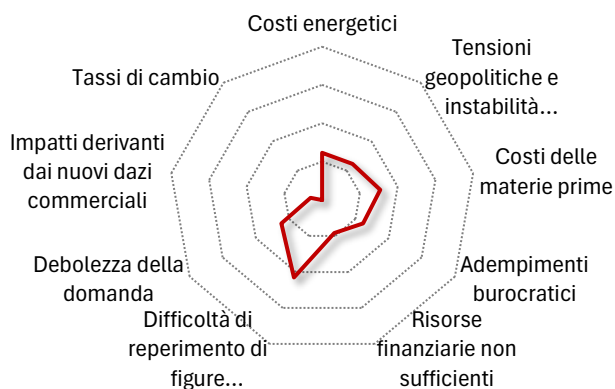 Costi energetici
Tensioni
geopolitiche e
instabilità...
Costi delle
materie prime
Adempimenti
burocratici
Risorse
finanziarie non
sufficienti
Difficoltà di
reperimento di
figure...
Debolezza della
domanda
Impatti derivanti
dai nuovi dazi
commerciali
Tassi di cambio